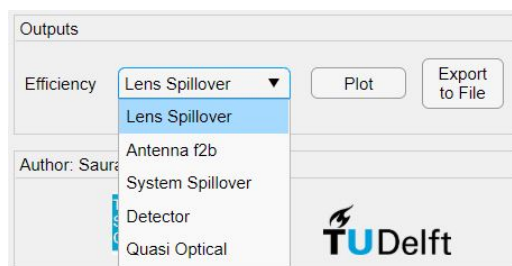 Outputs
Efficiency
Lens Spillover
Plot
Export
to File
Lens Spillover
Antenna f2b
System Spillover
Detector
Quasi Optical
Author:
TUDelft